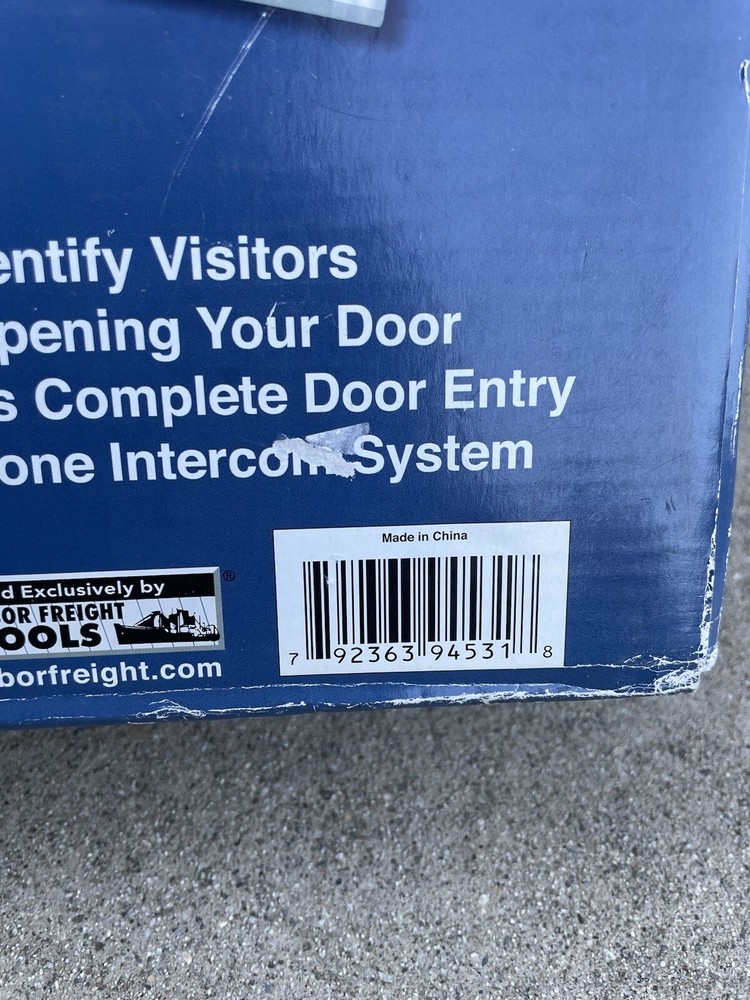 entify Visitors
pening Your Door
s Complete Door Entry
one Intercom System
Made in China
d Exclusively by
®
OR FREIGHT
OOLS
7 92363 94531 8
borfreight.com